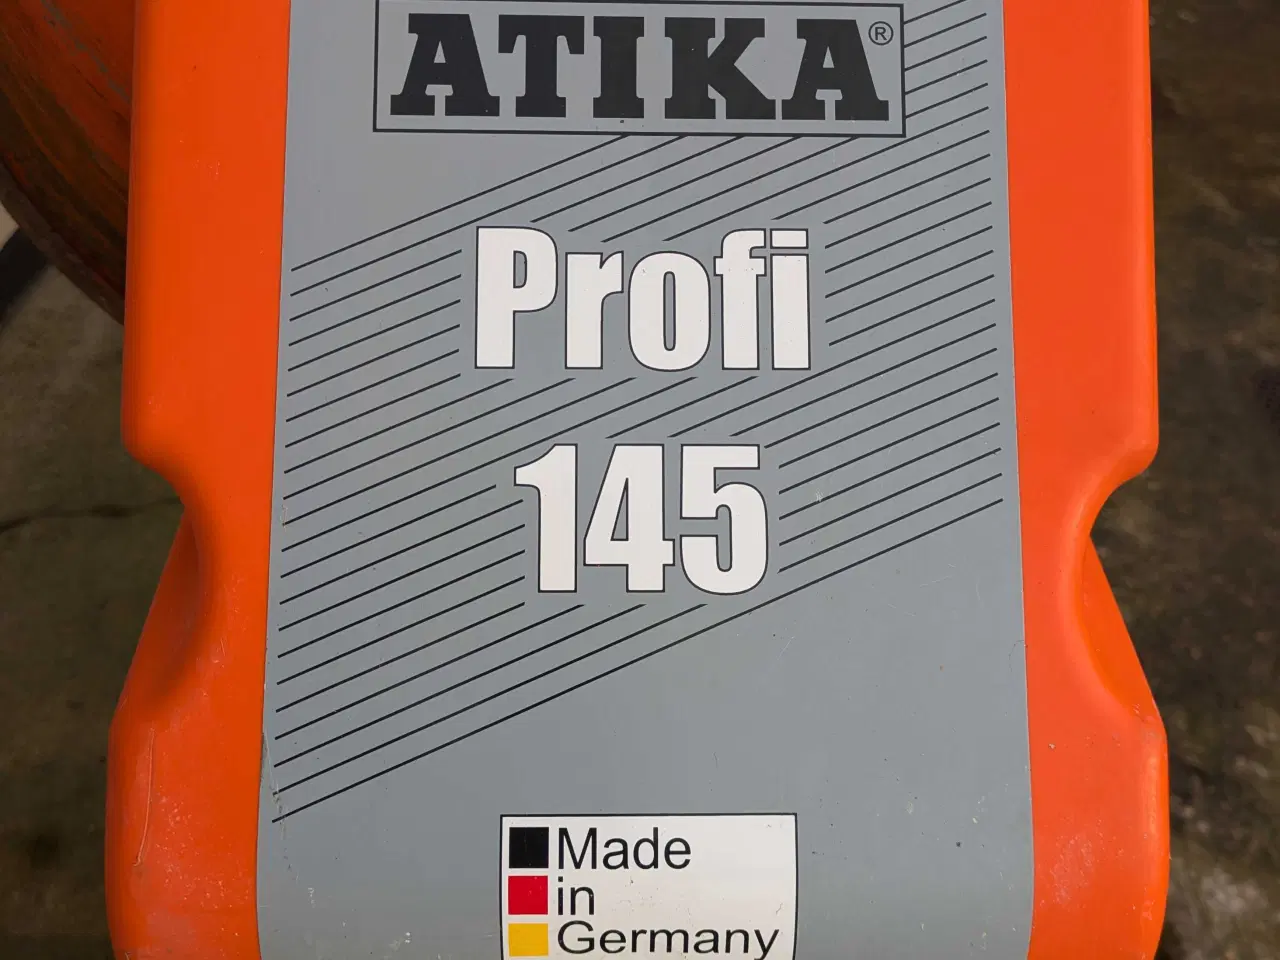 ATIKA®
Profi
145
Made
in
Germany